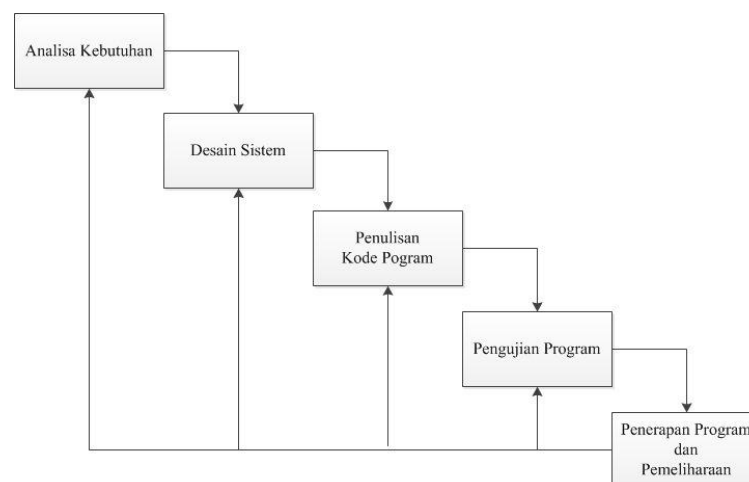 Analisa Kebutuhan
Desain Sistem
Penulisan
Kode Pogram
Pengujian Program
Penerapan Program
dan
Pemeliharaan